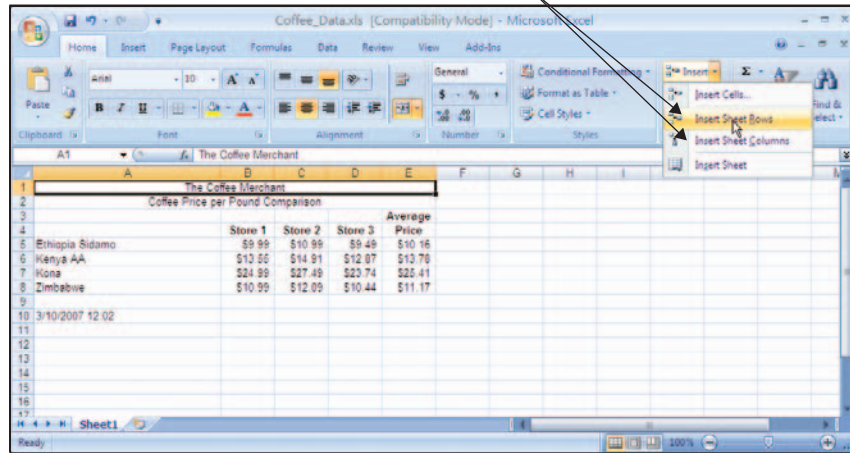 Coffee_Data.xls [Compatibility Mode] - Microsoft Excel
Home Insert Page Layout Formulas Data Review View Add-Ins
Paste
Arial 10 A A
B I U
General
$ % ,
Conditional Formatting
Format as Table
Cell Styles
Insert
Σ
Find &
Select
Clipboard Font Alignment Number Styles
Insert Cells...
Insert Sheet Rows
Insert Sheet Columns
Insert Sheet
A1 fx The Coffee Merchant
A B C D E F G H I
1 The Coffee Merchant
2 Coffee Price per Pound Comparison
3 Average
4 Store 1 Store 2 Store 3 Price
5 Ethiopia Sidamo $9.99 $10.99 $9.49 $10.16
6 Kenya AA $13.55 $14.91 $12.87 $13.78
7 Kona $24.99 $27.49 $23.74 $25.41
8 Zimbabwe $10.99 $12.09 $10.44 $11.17
9
10 3/10/2007 12:02
11
12
13
14
15
16
17
Sheet1
Ready 100%